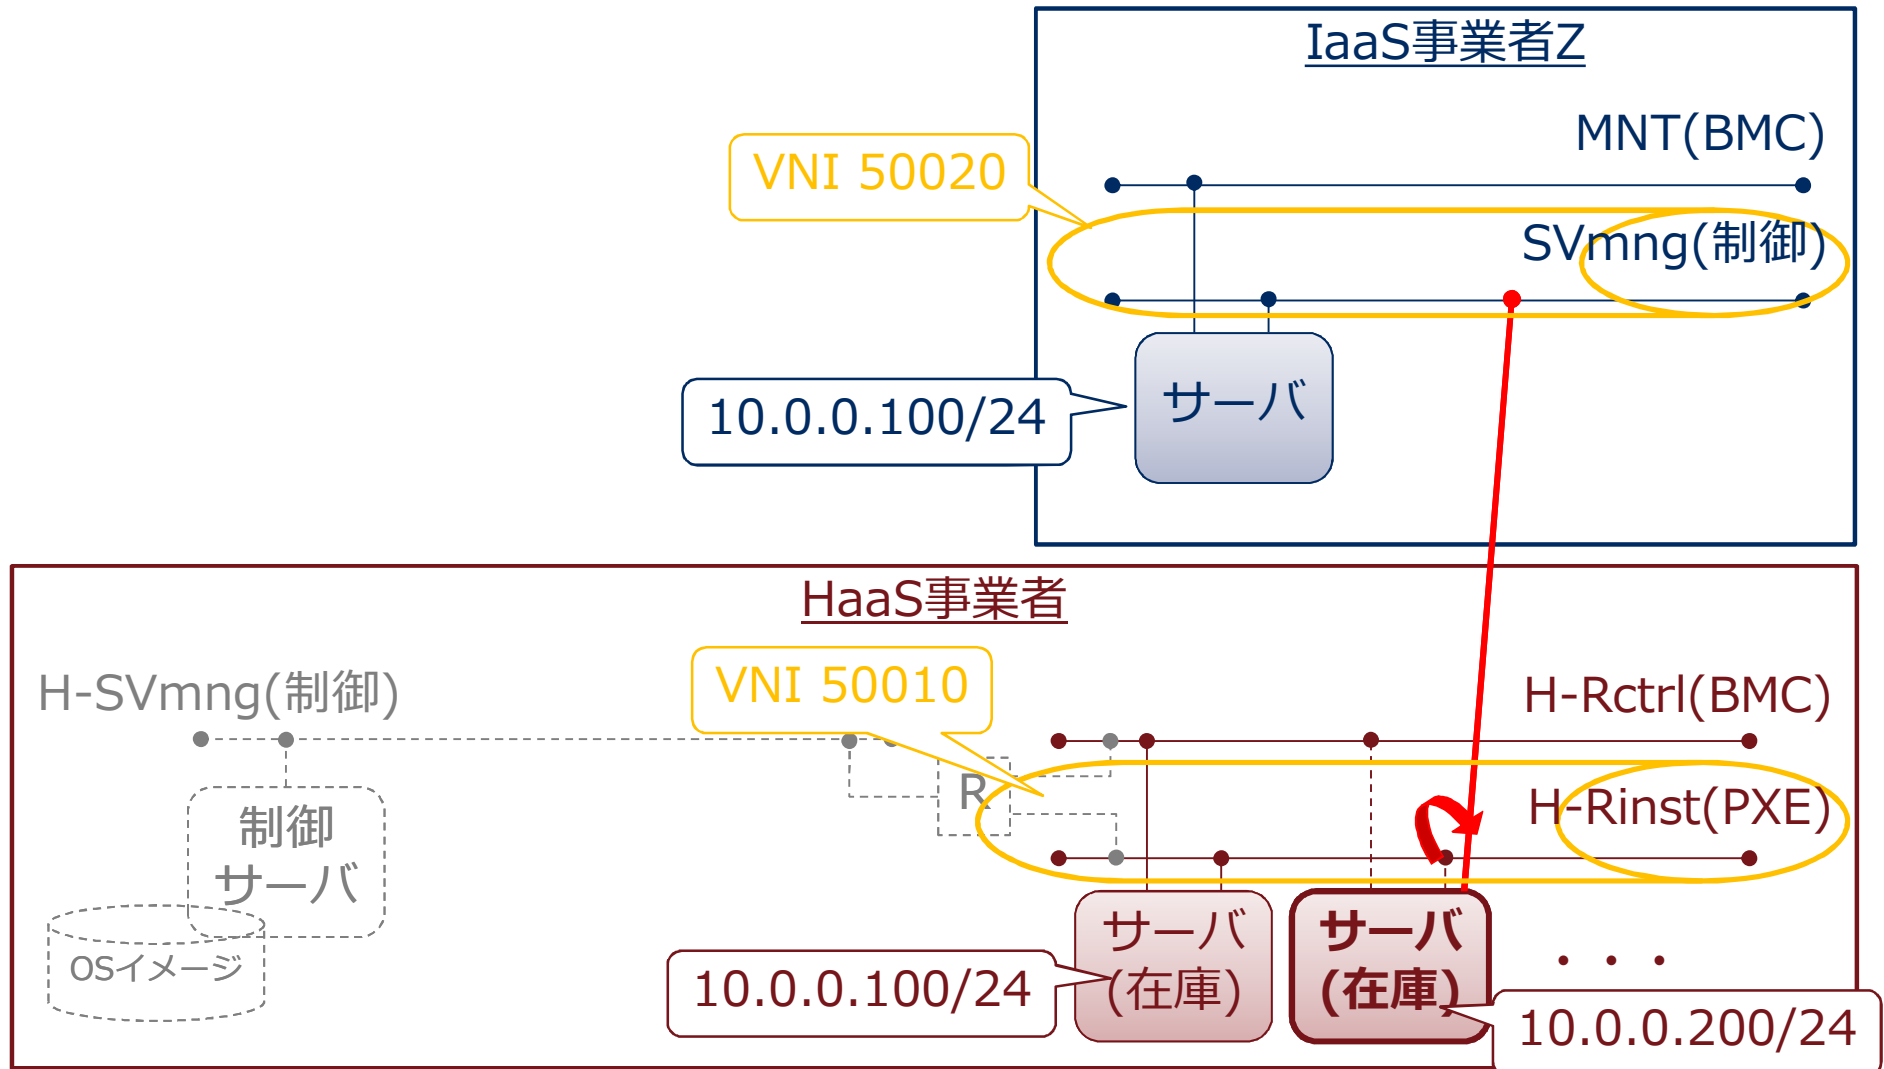 IaaS事業者Z
MNT(BMC)
VNI 50020
SVmng(制御)
サーバ
10.0.0.100/24
HaaS事業者
H-SVmng(制御)
VNI 50010
H-Rctrl(BMC)
R
H-Rinst(PXE)
制御
サーバ
OSイメージ
サーバ
(在庫)
サーバ
(在庫)
・・・
10.0.0.100/24
10.0.0.200/24